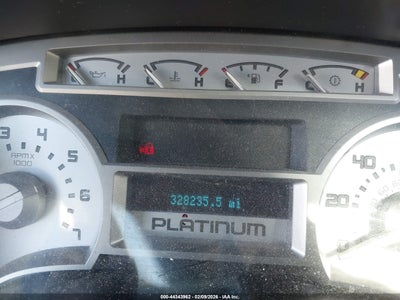 H H F H
3 4 5 6 7
RPM X
1000
20 40
328235.5 mi
PLATINUM
000-44343962 | 02/09/2026 - IAA